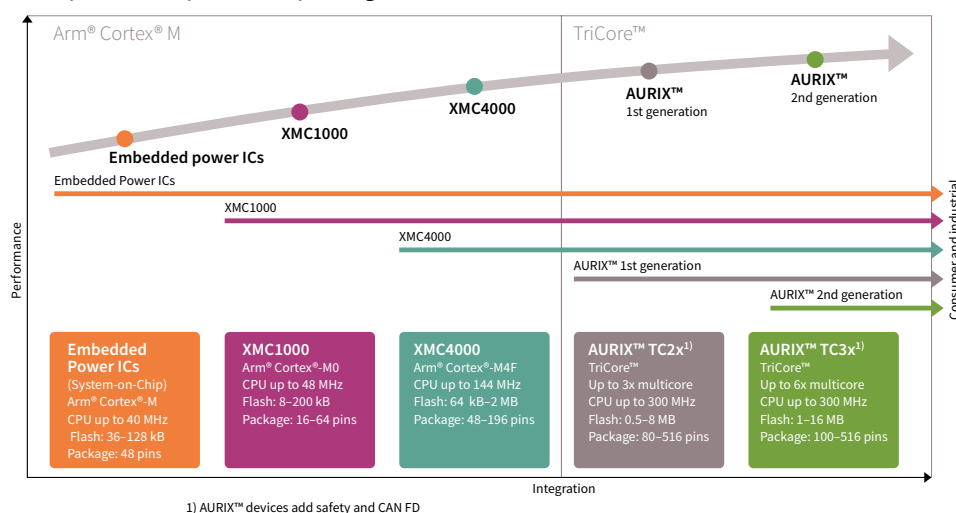 Arm® Cortex® M
TriCore™
AURIX™
2nd generation
AURIX™
1st generation
XMC4000
XMC1000
Embedded power ICs
Embedded Power ICs
XMC1000
XMC4000
AURIX™ 1st generation
AURIX™ 2nd generation
Performance
Consumer and industrial
Embedded
Power ICs
(System-on-Chip)
Arm® Cortex®-M
CPU up to 40 MHz
Flash: 36–128 kB
Package: 48 pins
XMC1000
Arm® Cortex®-M0
CPU up to 48 MHz
Flash: 8–200 kB
Package: 16–64 pins
XMC4000
Arm® Cortex®-M4F
CPU up to 144 MHz
Flash: 64 kB–2 MB
Package: 48–196 pins
AURIX™ TC2x1)
TriCore™
Up to 3x multicore
CPU up to 300 MHz
Flash: 0.5–8 MB
Package: 80–516 pins
AURIX™ TC3x1)
TriCore™
Up to 6x multicore
CPU up to 300 MHz
Flash: 1–16 MB
Package: 100–516 pins
Integration
1) AURIX™ devices add safety and CAN FD